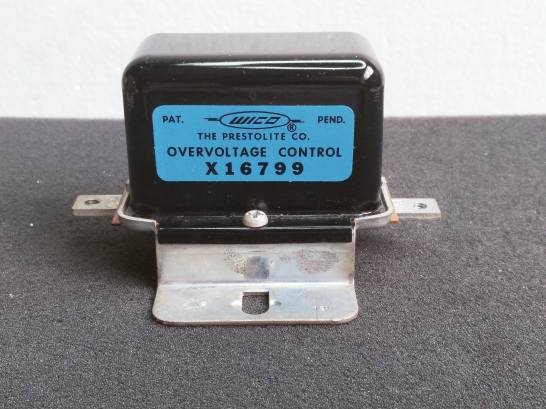 PAT. WICO® PEND.
THE PRESTOLITE CO.
OVERVOLTAGE CONTROL
X16799